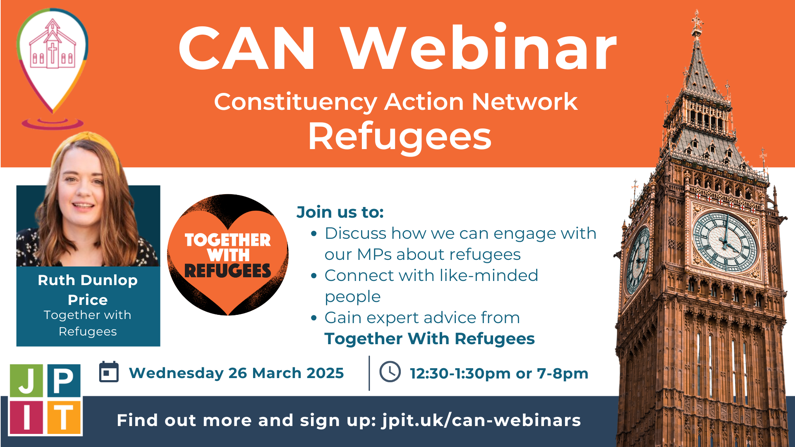 CAN Webinar
Constituency Action Network
Refugees
Ruth Dunlop
Price
Together with
Refugees
TOGETHER
WITH
REFUGEES
Join us to:
• Discuss how we can engage with
our MPs about refugees
• Connect with like-minded
people
• Gain expert advice from
Together With Refugees
Wednesday 26 March 2025
12:30-1:30pm or 7-8pm
JP
IT
Find out more and sign up: jpit.uk/can-webinars